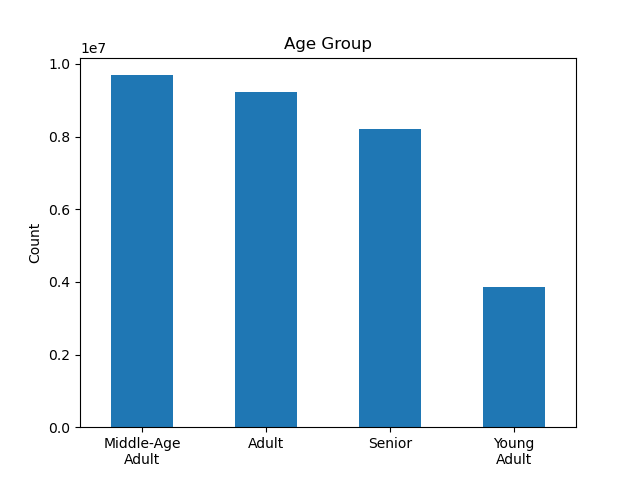 Age Group
1e7
1.0
0.8
0.6
0.4
0.2
0.0
Count
Middle-Age
Adult
Adult
Senior
Young
Adult